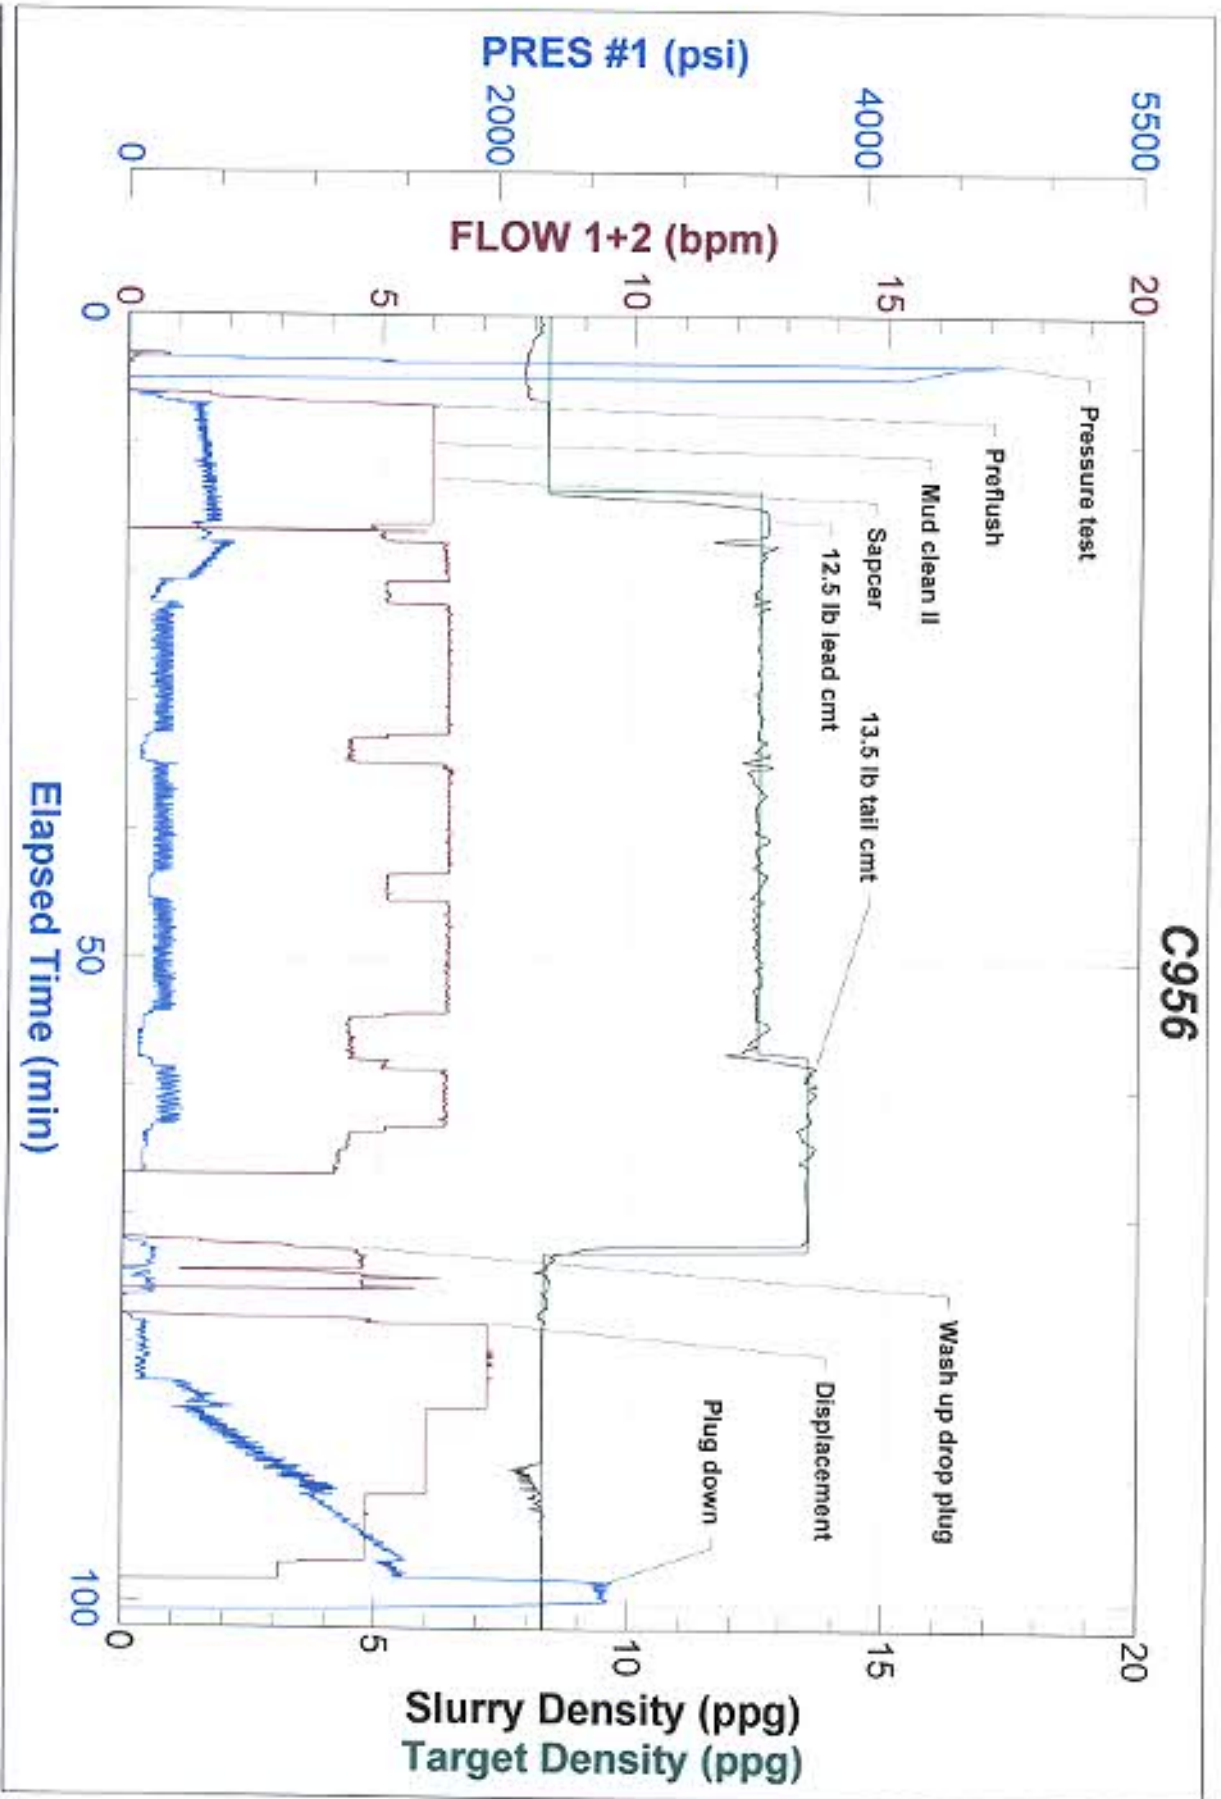 C956
PRES #1 (psi)
5500
4000
2000
0
FLOW 1+2 (bpm)
20
15
10
5
0
Pressure test
Preflush
Mud clean II
Sapcer
12.5 lb lead cmt
13.5 lb tail cmt
Wash up drop plug
Displacement
Plug down
0
50
100
Elapsed Time (min)
20
15
10
5
0
Slurry Density (ppg)
Target Density (ppg)